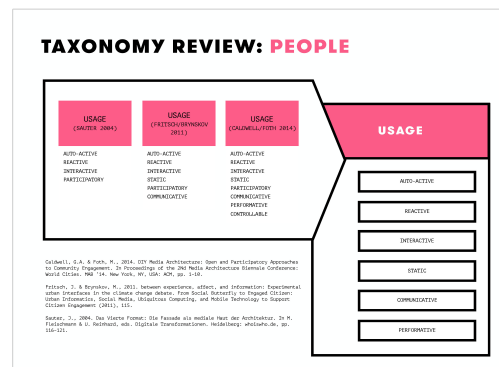 TAXONOMY REVIEW: PEOPLE
USAGE
(SAUTER 2004)
AUTO-ACTIVE
REACTIVE
INTERACTIVE
PARTICIPATORY
USAGE
(FRITSCH/BRYNSKOV
2011)
AUTO-ACTIVE
REACTIVE
INTERACTIVE
STATIC
PARTICIPATORY
COMMUNICATIVE
USAGE
(CALDWELL/FOTH 2014)
AUTO-ACTIVE
REACTIVE
INTERACTIVE
STATIC
PARTICIPATORY
COMMUNICATIVE
PERFORMATIVE
CONTROLLABLE
USAGE
AUTO-ACTIVE
REACTIVE
INTERACTIVE
STATIC
COMMUNICATIVE
PERFORMATIVE
Caldwell, G.A. & Foth, M., 2014. DIY Media Architecture: Open and Participatory Approaches
to Community Engagement. In Proceedings of the 2nd Media Architecture Biennale Conference:
World Cities. MAB '14. New York, NY, USA: ACM, pp. 1-10.
Fritsch, J. & Brynskov, M., 2011. between experience, affect, and information: Experimental
urban interfaces in the climate change debate. From Social Butterfly to Engaged Citizen:
Urban Informatics, Social Media, Ubiquitous Computing, and Mobile Technology to Support
Citizen Engagement (2011), 115.
Sauter, J., 2004. Das Vierte Format: Die Fassade als mediale Haut der Architektur. In M.
Fleischmann & U. Reinhard, eds. Digitale Transformationen. Heidelberg: whois­who.de, pp.
116-121.